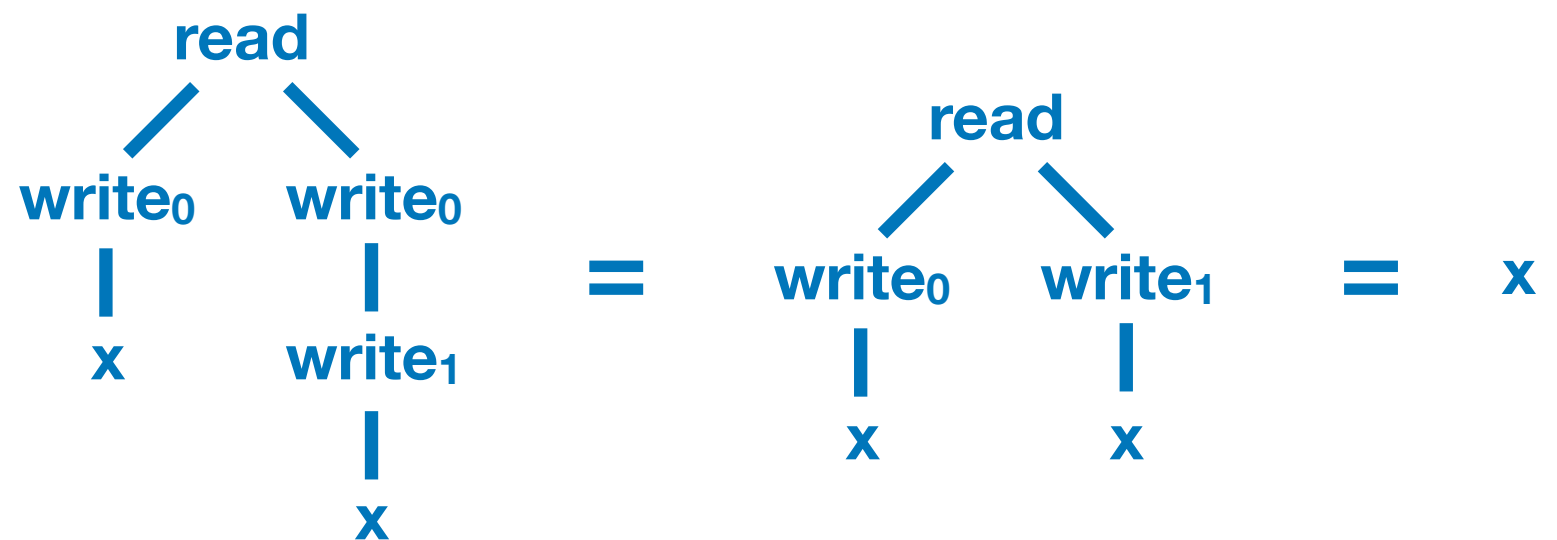 read
write₀ write₀
x write₁
x
=
read
write₀ write₁
x x
=
x